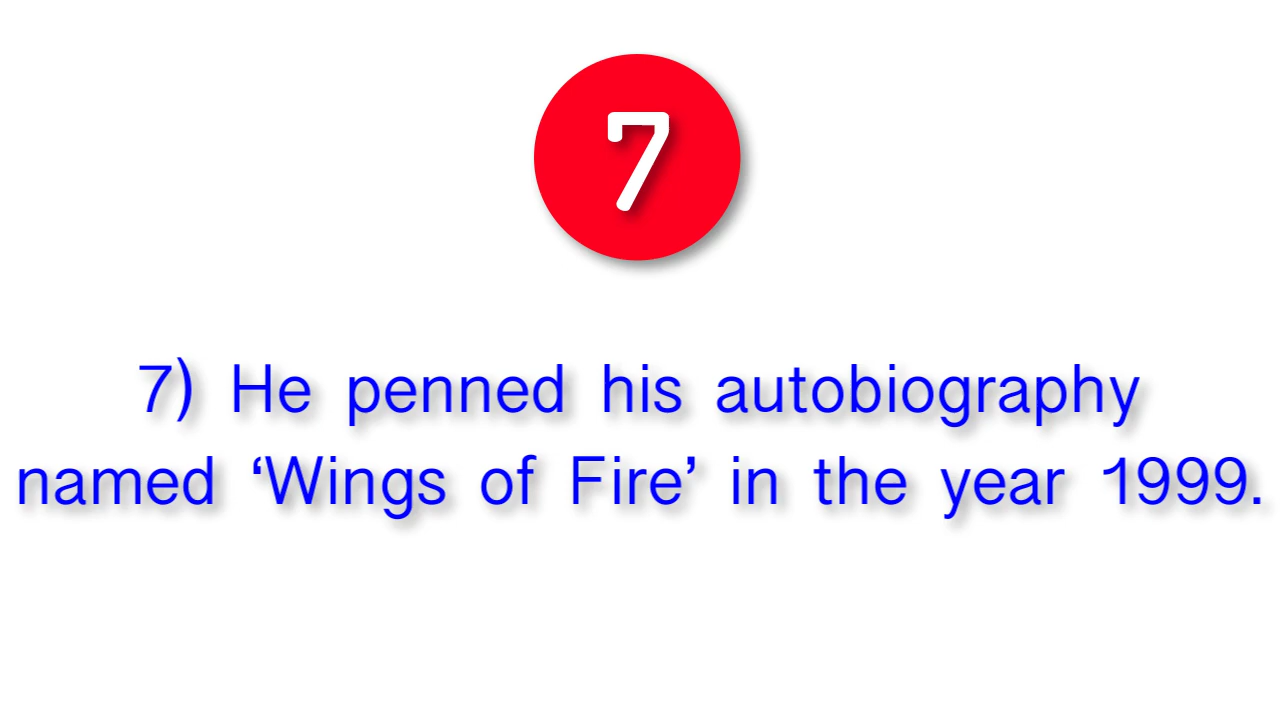 7
7) He penned his autobiography
named ‘Wings of Fire’ in the year 1999.